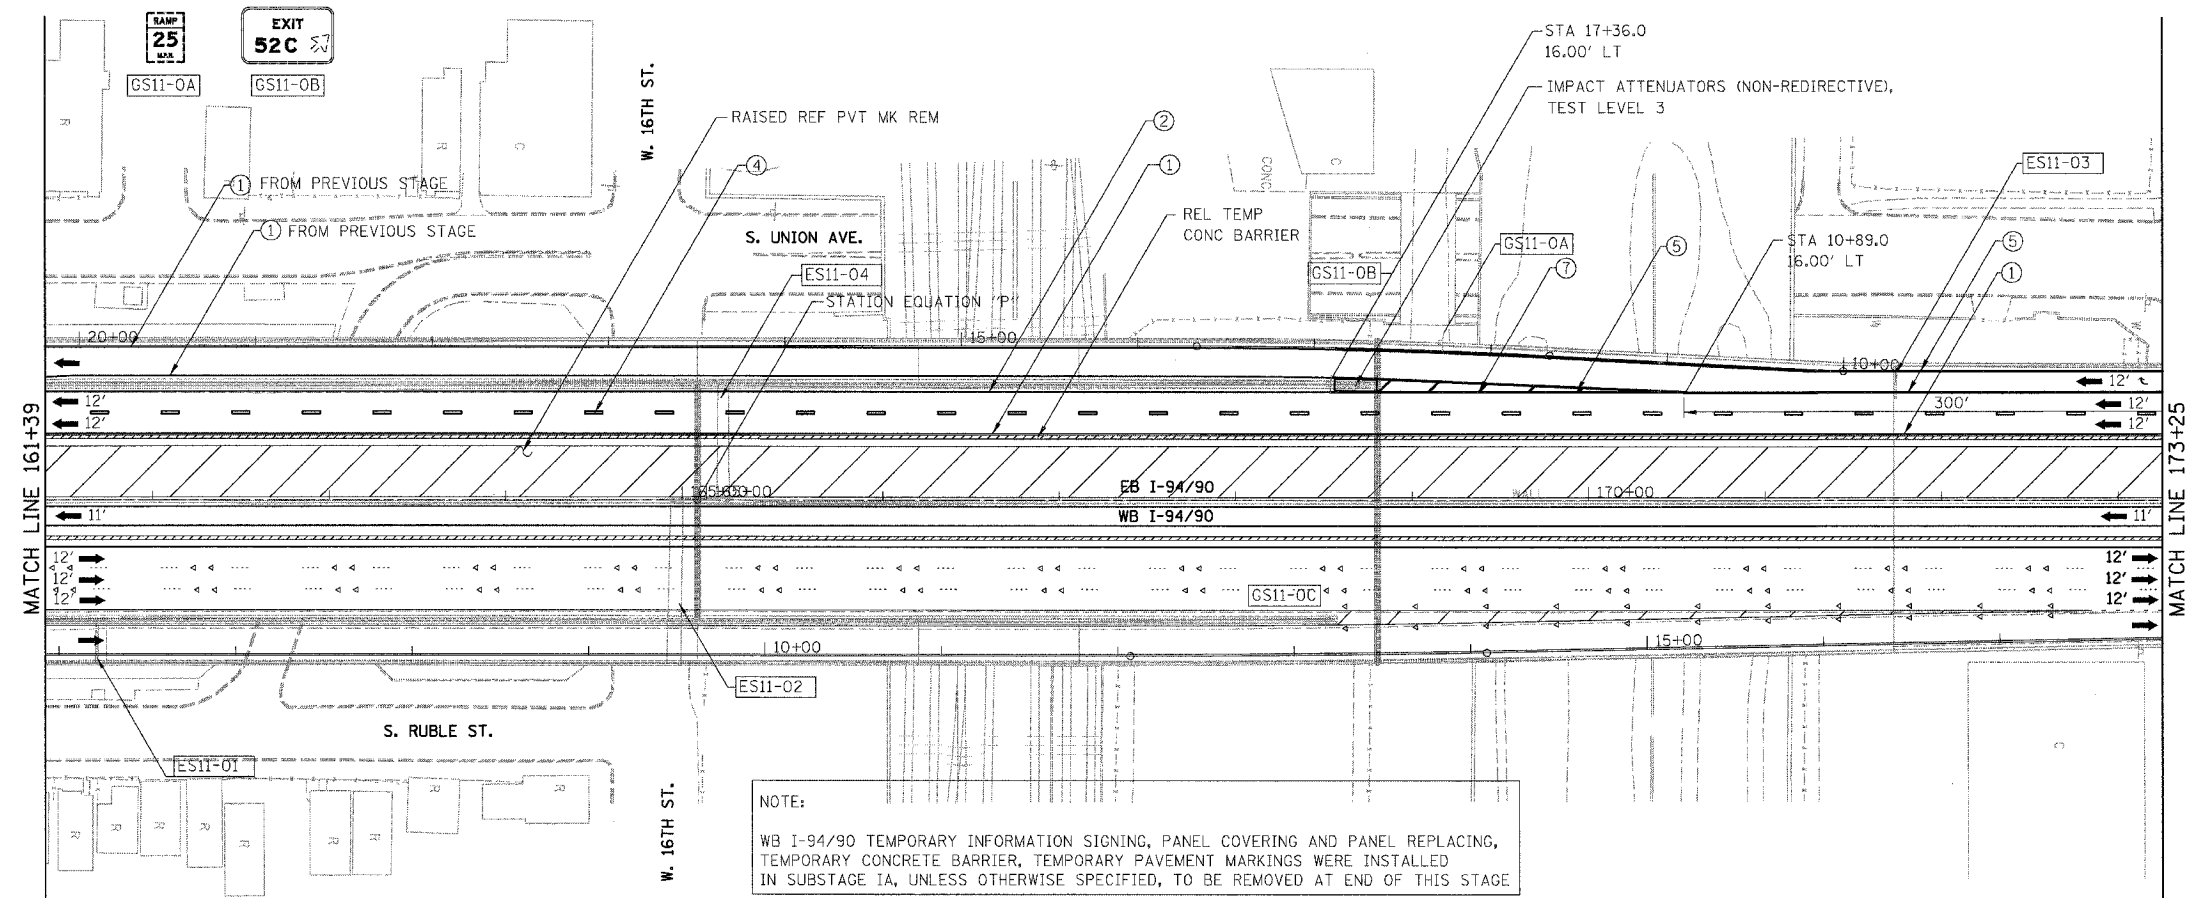 RAMP
25
M.P.H.
GS11-0A
EXIT
52C
GS11-0B
W. 16TH ST.
STA 17+36.0
16.00' LT
IMPACT ATTENUATORS (NON-REDIRECTIVE),
TEST LEVEL 3
RAISED REF PVT MK REM
2
4
1
ES11-03
1 FROM PREVIOUS STAGE
1 FROM PREVIOUS STAGE
REL TEMP
CONC BARRIER
CONC
S. UNION AVE.
ES11-04
STATION EQUATION "P"
GS11-0B
GS11-0A
7
5
STA 10+89.0
16.00' LT
5
1
20+00
15+00
10+00
12'
12'
12'
300'
12'
12'
MATCH LINE 161+39
MATCH LINE 173+25
EB I-94/90
170+00
WB I-94/90
11'
11'
12'
12'
12'
12'
12'
12'
GS11-0C
10+00
15+00
ES11-02
S. RUBLE ST.
ES11-01
W. 16TH ST.
R
R
C
C
R
R
R
R
R
R
R
R
R
C
NOTE:
WB I-94/90 TEMPORARY INFORMATION SIGNING, PANEL COVERING AND PANEL REPLACING,
TEMPORARY CONCRETE BARRIER, TEMPORARY PAVEMENT MARKINGS WERE INSTALLED
IN SUBSTAGE IA, UNLESS OTHERWISE SPECIFIED, TO BE REMOVED AT END OF THIS STAGE